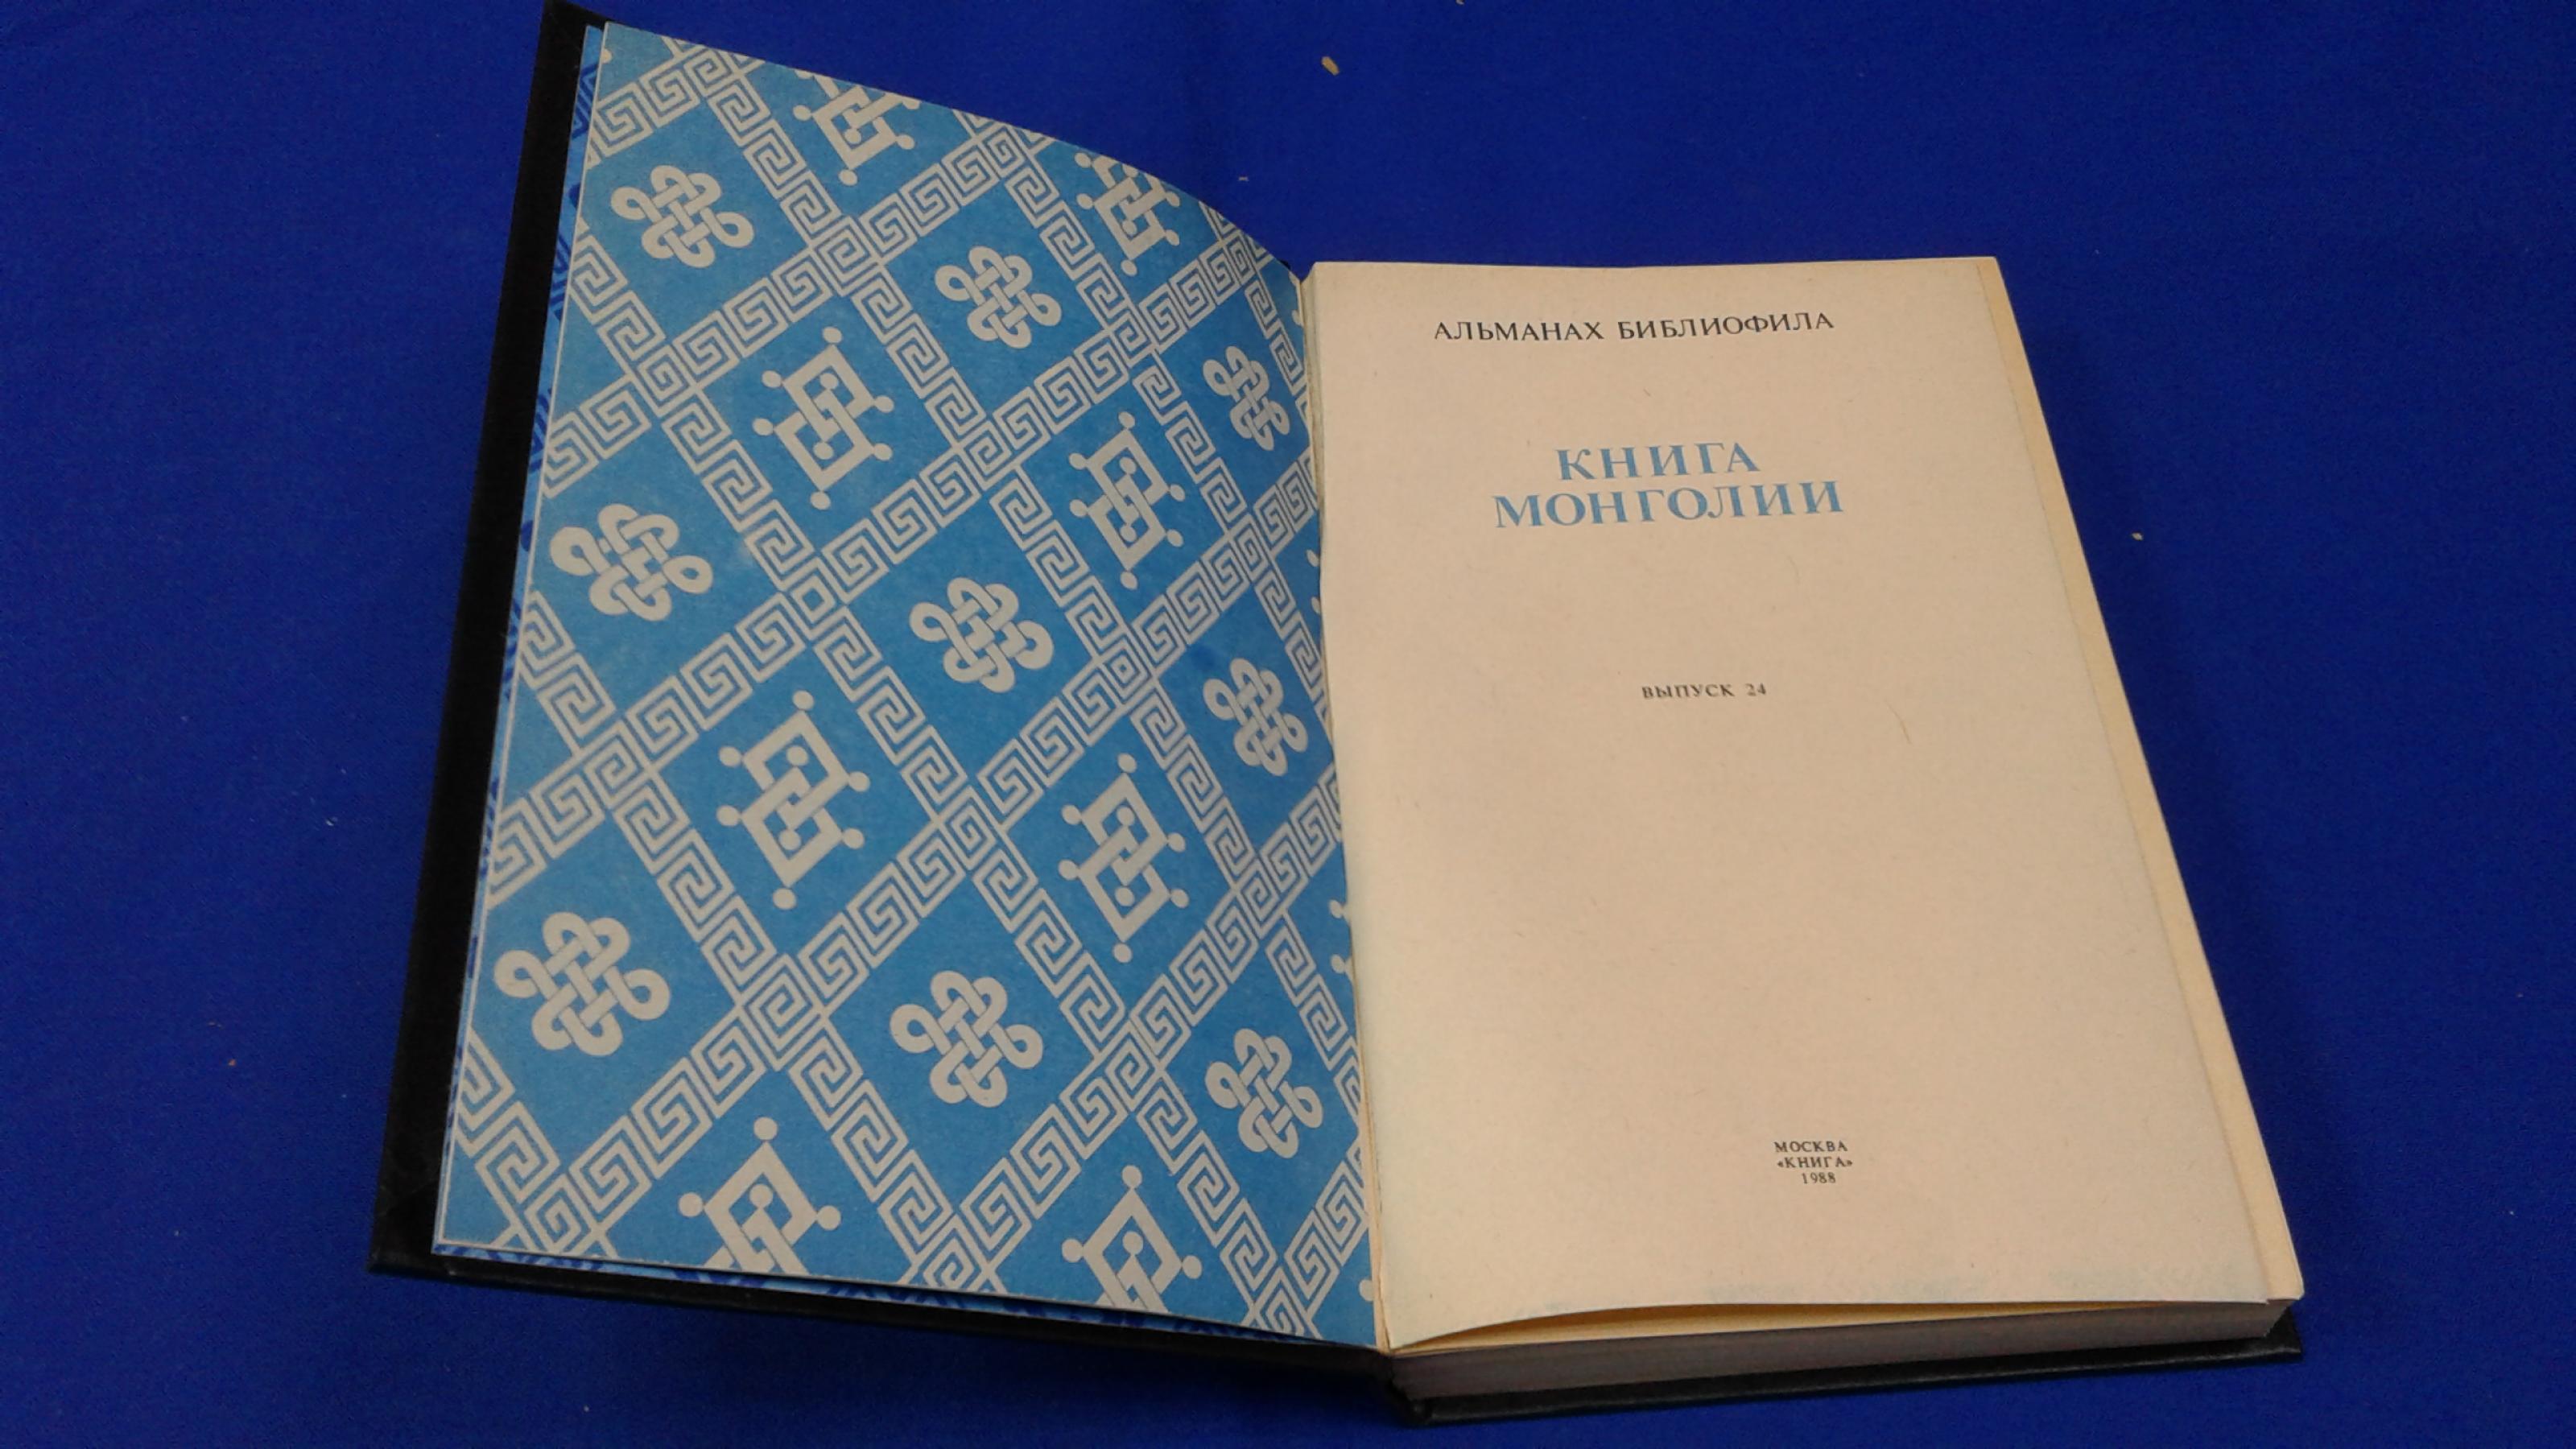 АЛЬМАНАХ БИБЛИОФИЛА
КНИГА
МОНГОЛИИ
ВЫПУСК 24
МОСКВА
«КНИГА»
1988